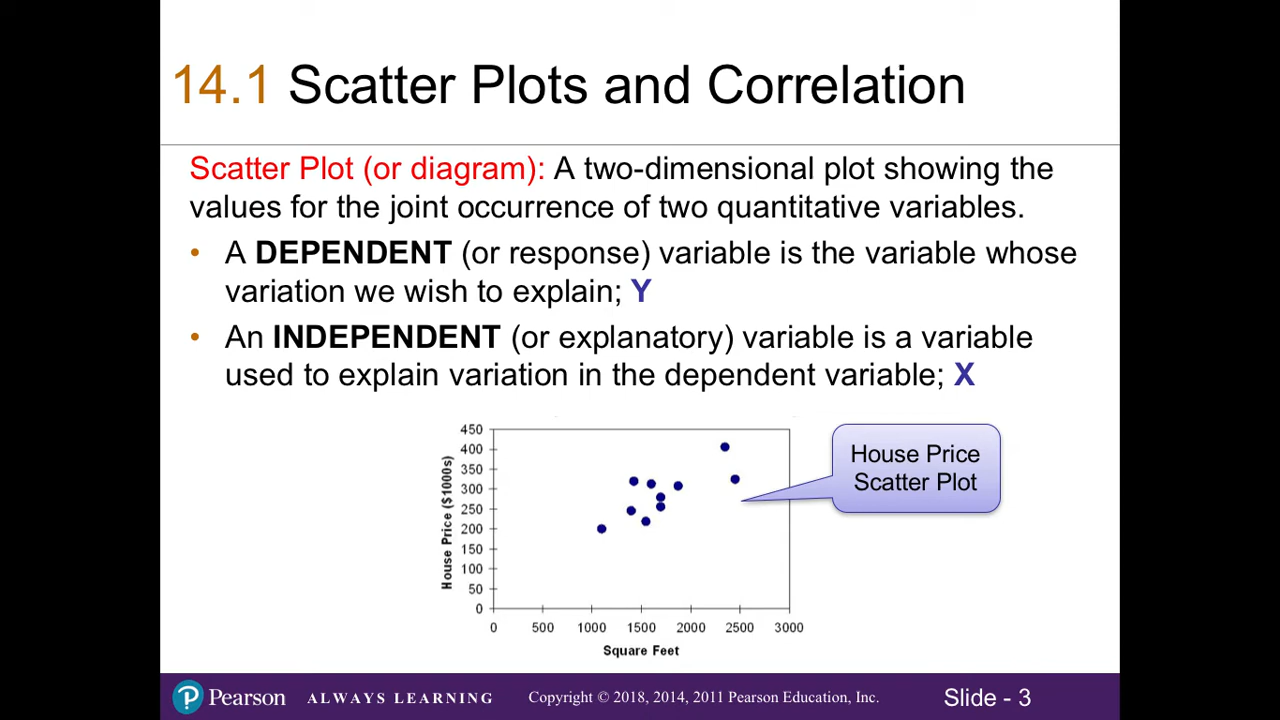 14.1 Scatter Plots and Correlation
Scatter Plot (or diagram): A two-dimensional plot showing the
values for the joint occurrence of two quantitative variables.
• A DEPENDENT (or response) variable is the variable whose
variation we wish to explain; Y
• An INDEPENDENT (or explanatory) variable is a variable
used to explain variation in the dependent variable; X
House Price ($1000s)
450
400
350
300
250
200
150
100
50
0
0 500 1000 1500 2000 2500 3000
Square Feet
House Price
Scatter Plot
P Pearson
ALWAYS LEARNING
Copyright © 2018, 2014, 2011 Pearson Education, Inc.
Slide - 3